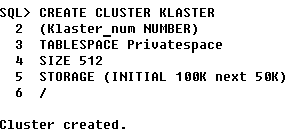 SQL> CREATE CLUSTER KLASTER
2 (Klaster_num NUMBER)
3 TABLESPACE Privatespace
4 SIZE 512
5 STORAGE (INITIAL 100K next 50K)
6 /
Cluster created.